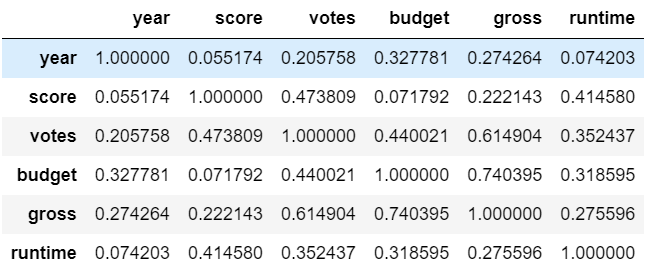 year score votes budget gross runtime
year 1.000000 0.055174 0.205758 0.327781 0.274264 0.074203
score 0.055174 1.000000 0.473809 0.071792 0.222143 0.414580
votes 0.205758 0.473809 1.000000 0.440021 0.614904 0.352437
budget 0.327781 0.071792 0.440021 1.000000 0.740395 0.318595
gross 0.274264 0.222143 0.614904 0.740395 1.000000 0.275596
runtime 0.074203 0.414580 0.352437 0.318595 0.275596 1.000000